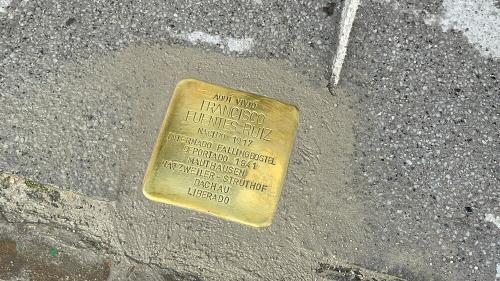 AQUÍ VIVIÓ
FRANCISCO
FUENTES RUIZ
NACIDO 1917
INTERNADO FALLINGBOSTEL
DEPORTADO 1941
MAUTHAUSEN
NATZWEILER - STRUTHOF
DACHAU
LIBERADO